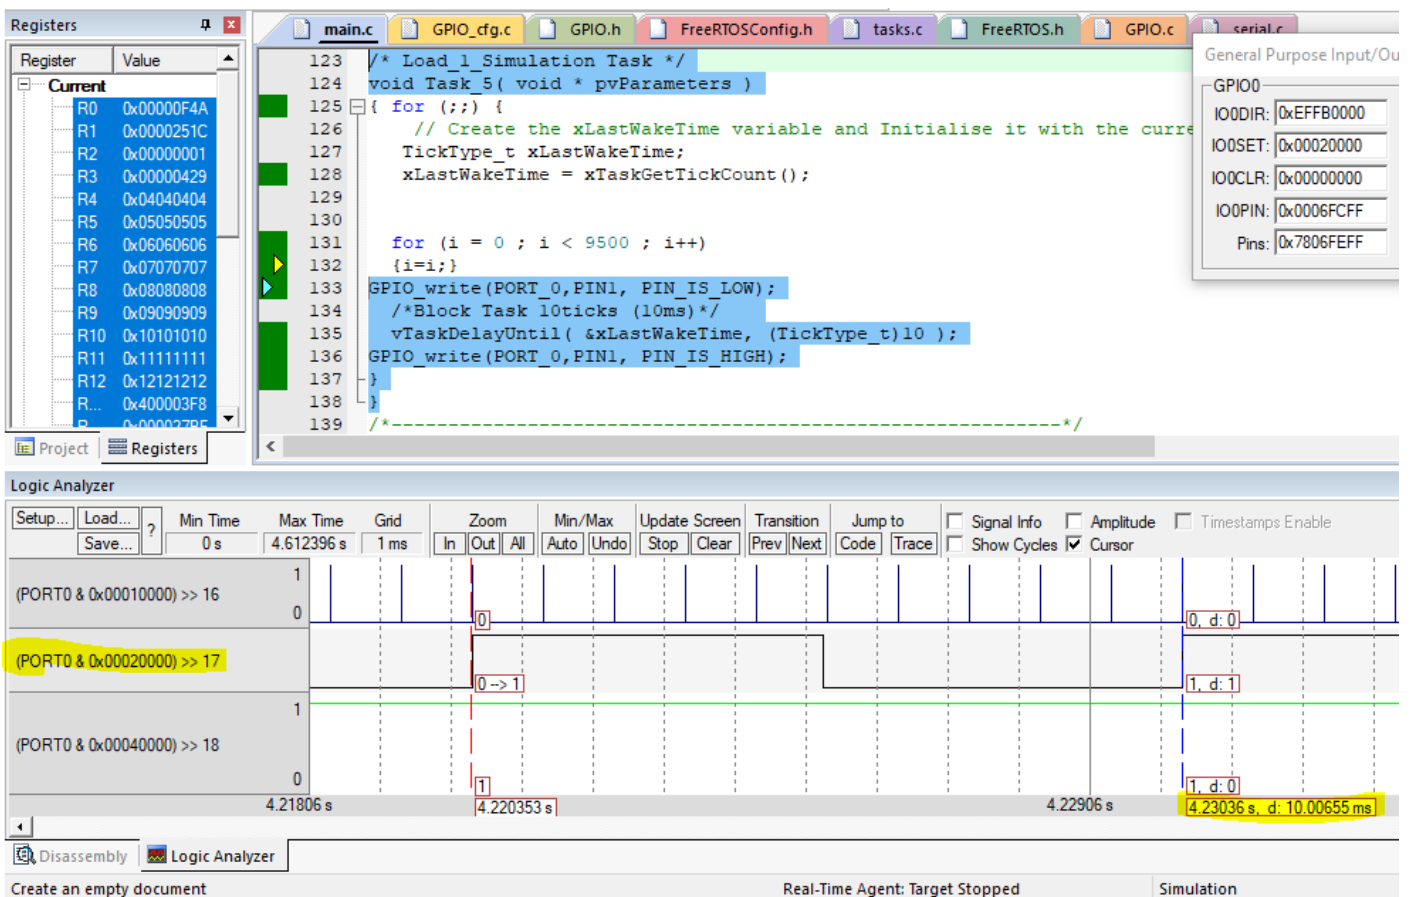 Registers
Register Value
Current
R0 0x00000F4A
R1 0x0000251C
R2 0x00000001
R3 0x00000429
R4 0x04040404
R5 0x05050505
R6 0x06060606
R7 0x07070707
R8 0x08080808
R9 0x09090909
R10 0x10101010
R11 0x11111111
R12 0x12121212
R... 0x400003F8
Project Registers
main.c GPIO_cfg.c GPIO.h FreeRTOSConfig.h tasks.c FreeRTOS.h GPIO.c serial.c
123 /* Load_1_Simulation Task */
124 void Task_5( void * pvParameters )
125 { for (;;) {
126 // Create the xLastWakeTime variable and Initialise it with the curre
127 TickType_t xLastWakeTime;
128 xLastWakeTime = xTaskGetTickCount();
129
130
131 for (i = 0 ; i < 9500 ; i++)
132 {i=i;}
133 GPIO_write(PORT_0,PIN1, PIN_IS_LOW);
134 /*Block Task 10ticks (10ms)*/
135 vTaskDelayUntil( &xLastWakeTime, (TickType_t)10 );
136 GPIO_write(PORT_0,PIN1, PIN_IS_HIGH);
137 }
138 }
139 /*-----------------------------------------------------------*/
General Purpose Input/Ou
GPIO0
IO0DIR: 0xEFFB0000
IO0SET: 0x00020000
IO0CLR: 0x00000000
IO0PIN: 0x0006FCFF
Pins: 0x7806FEFF
Logic Analyzer
Setup... Load... ? Min Time Max Time Grid Zoom Min/Max Update Screen Transition Jump to Signal Info Amplitude Timestamps Enable
Save... 0 s 4.612396 s 1 ms In Out All Auto Undo Stop Clear Prev Next Code Trace Show Cycles Cursor
1
(PORT0 & 0x00010000) >> 16
0
0
0, d: 0
(PORT0 & 0x00020000) >> 17
0 --> 1
1, d: 1
1
(PORT0 & 0x00040000) >> 18
0
1
1, d: 0
4.21806 s 4.220353 s 4.22906 s 4.23036 s, d: 10.00655 ms
Disassembly Logic Analyzer
Create an empty document Real-Time Agent: Target Stopped Simulation